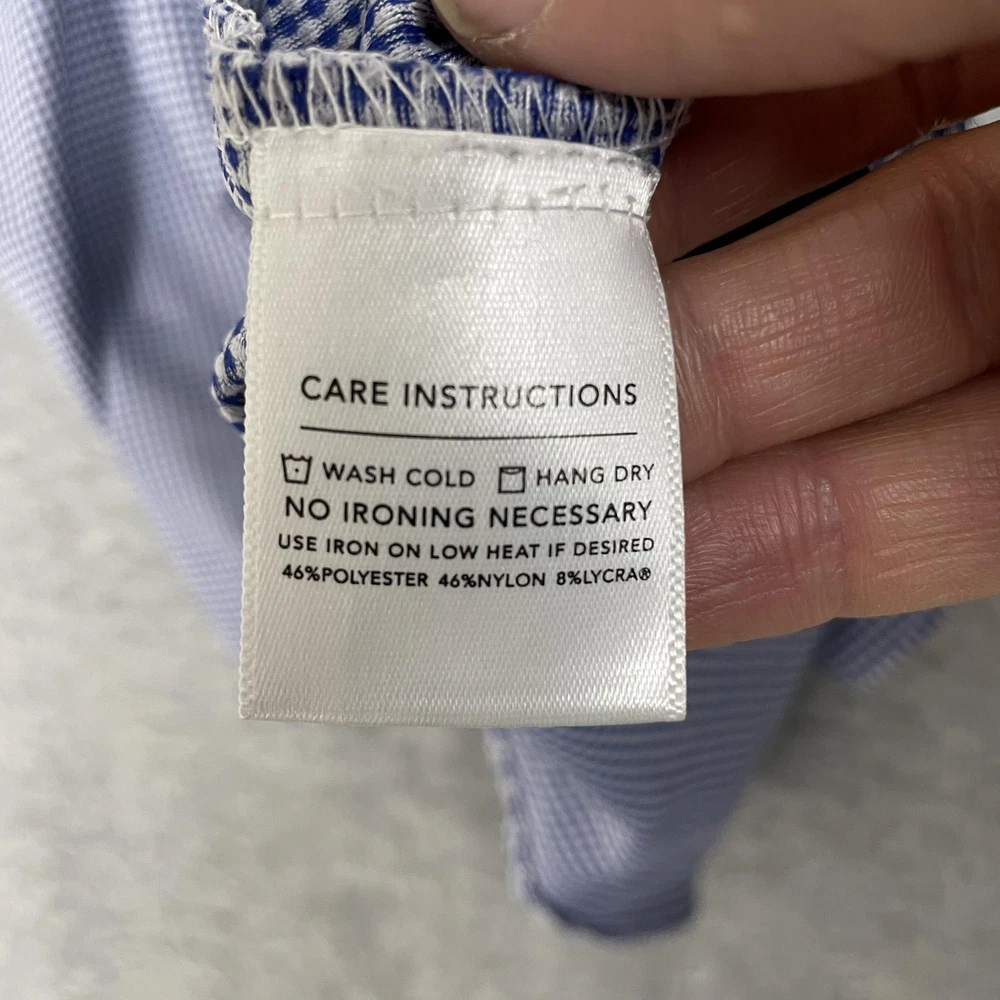 CARE INSTRUCTIONS
WASH COLD HANG DRY
NO IRONING NECESSARY
USE IRON ON LOW HEAT IF DESIRED
46%POLYESTER 46%NYLON 8%LYCRA®